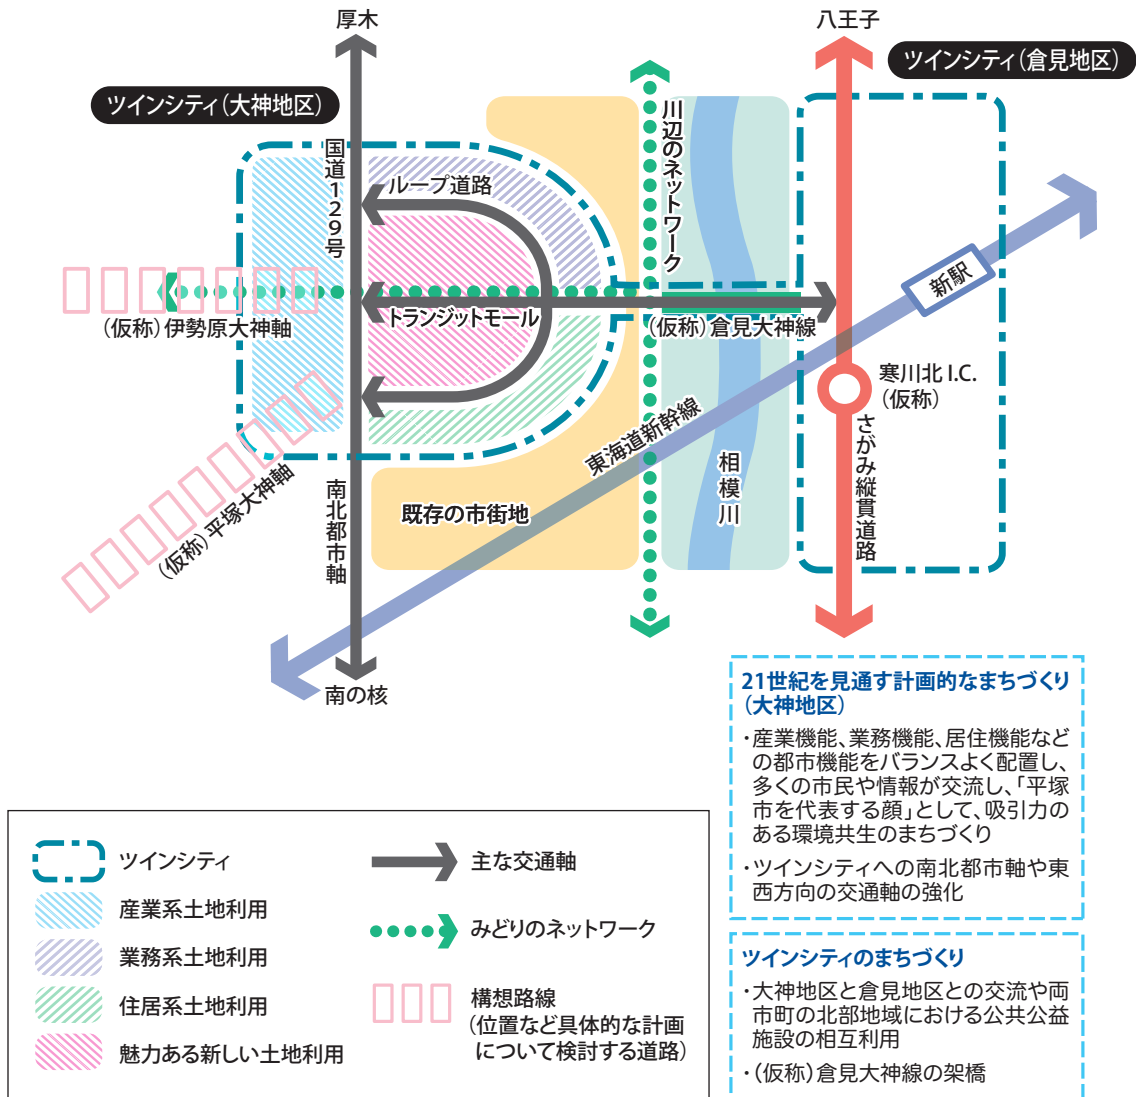 厚木
八王子
ツインシティ(大神地区)
ツインシティ(倉見地区)
国道129号
ループ道路
川辺のネットワーク
新駅
(仮称)伊勢原大神軸
トランジットモール
(仮称)倉見大神線
寒川北 I.C.
(仮称)
さがみ縦貫道路
東海道新幹線
相模川
(仮称)平塚大神軸
南北都市軸
既存の市街地
南の核
21世紀を見通す計画的なまちづくり
(大神地区)
・産業機能、業務機能、居住機能など
の都市機能をバランスよく配置し、
多くの市民や情報が交流し、「平塚
市を代表する顔」として、吸引力の
ある環境共生のまちづくり
・ツインシティへの南北都市軸や東
西方向の交通軸の強化
ツインシティのまちづくり
・大神地区と倉見地区との交流や両
市町の北部地域における公共公益
施設の相互利用
・(仮称)倉見大神線の架橋
ツインシティ
産業系土地利用
業務系土地利用
住居系土地利用
魅力ある新しい土地利用
主な交通軸
みどりのネットワーク
構想路線
(位置など具体的な計画
について検討する道路)